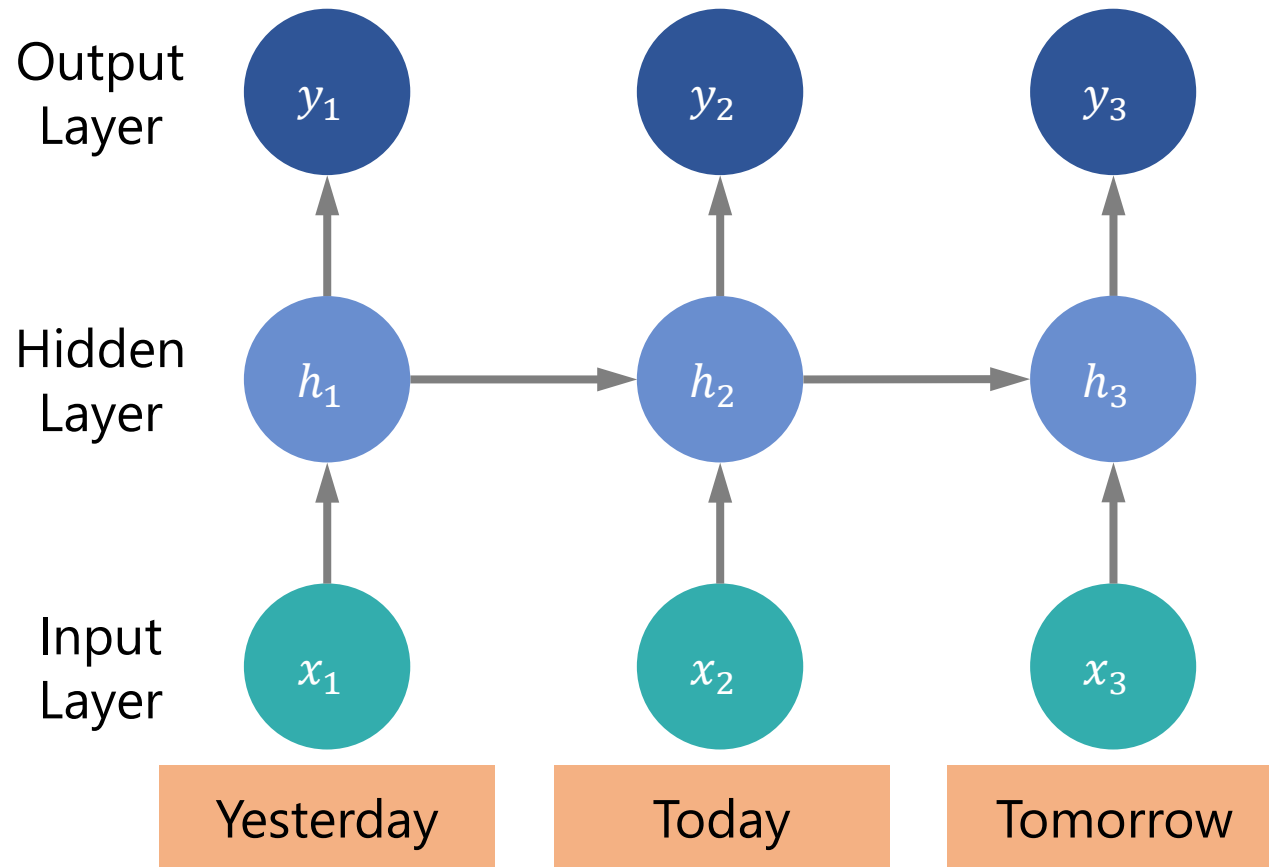 Output
Layer
y₁ y₂ y₃
Hidden
Layer
h₁ h₂ h₃
Input
Layer
x₁ x₂ x₃
Yesterday Today Tomorrow